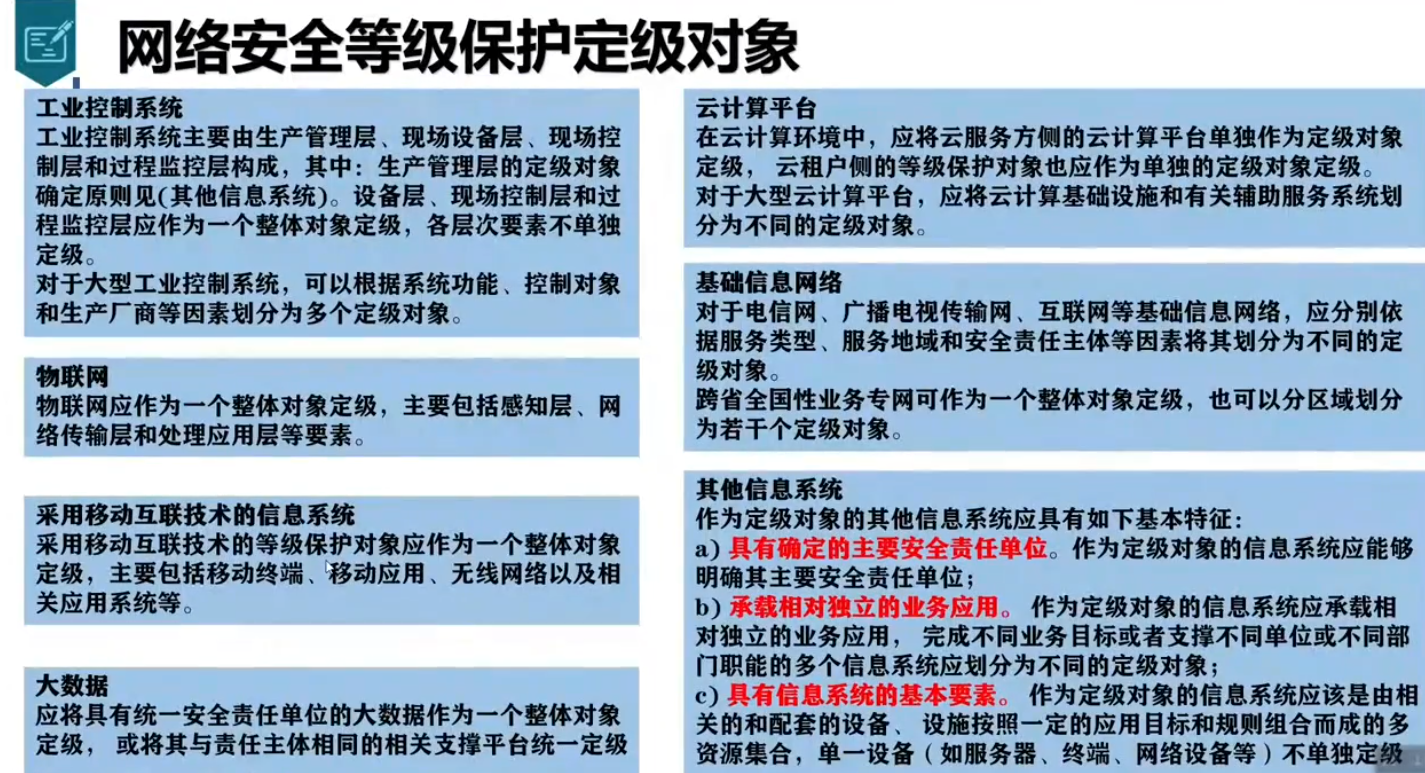 网络安全等级保护定级对象
工业控制系统
工业控制系统主要由生产管理层、现场设备层、现场控
制层和过程监控层构成，其中：生产管理层的定级对象
确定原则见(其他信息系统)。设备层、现场控制层和过
程监控层应作为一个整体对象定级，各层次要素不单独
定级。
对于大型工业控制系统，可以根据系统功能、控制对象
和生产厂商等因素划分为多个定级对象。
物联网
物联网应作为一个整体对象定级，主要包括感知层、网
络传输层和处理应用层等要素。
采用移动互联技术的信息系统
采用移动互联技术的等级保护对象应作为一个整体对象
定级，主要包括移动终端、移动应用、无线网络以及相
关应用系统等。
大数据
应将具有统一安全责任单位的大数据作为一个整体对象
定级， 或将其与责任主体相同的相关支撑平台统一定级
云计算平台
在云计算环境中，应将云服务方侧的云计算平台单独作为定级对象
定级， 云租户侧的等级保护对象也应作为单独的定级对象定级。
对于大型云计算平台，应将云计算基础设施和有关辅助服务系统划
分为不同的定级对象。
基础信息网络
对于电信网、广播电视传输网、互联网等基础信息网络，应分别依
据服务类型、服务地域和安全责任主体等因素将其划分为不同的定
级对象。
跨省全国性业务专网可作为一个整体对象定级，也可以分区域划分
为若干个定级对象。
其他信息系统
作为定级对象的其他信息系统应具有如下基本特征：
a）具有确定的主要安全责任单位。作为定级对象的信息系统应能够
明确其主要安全责任单位；
b）承载相对独立的业务应用。 作为定级对象的信息系统应承载相
对独立的业务应用， 完成不同业务目标或者支撑不同单位或不同部
门职能的多个信息系统应划分为不同的定级对象；
c）具有信息系统的基本要素。 作为定级对象的信息系统应该是由相
关的和配套的设备、 设施按照一定的应用目标和规则组合而成的多
资源集合，单一设备（如服务器、终端、网络设备等）不单独定级